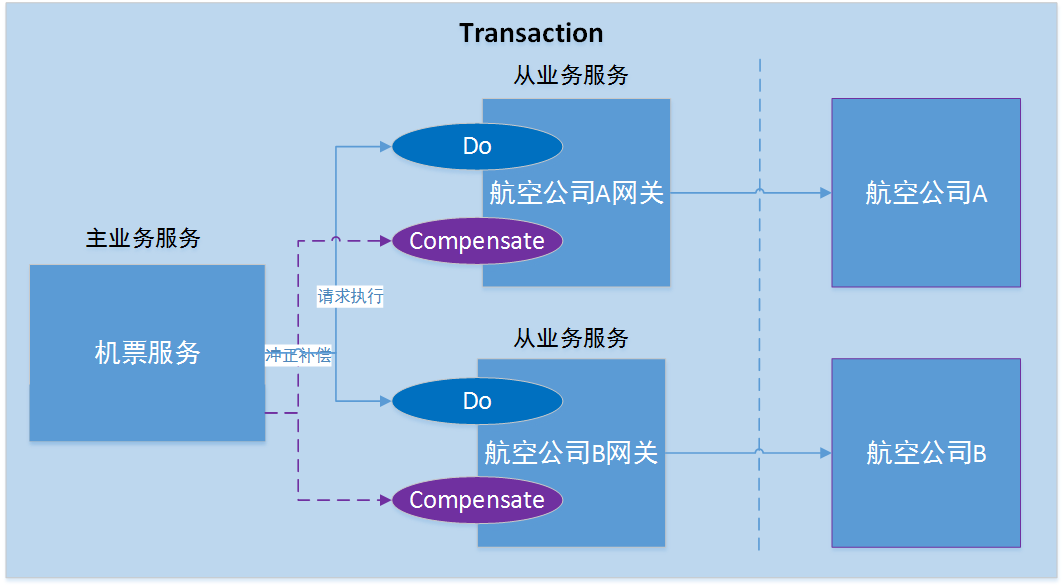 Transaction
从业务服务
Do
航空公司A网关
航空公司A
Compensate
主业务服务
请求执行
机票服务
冲正补偿
从业务服务
Do
航空公司B网关
航空公司B
Compensate